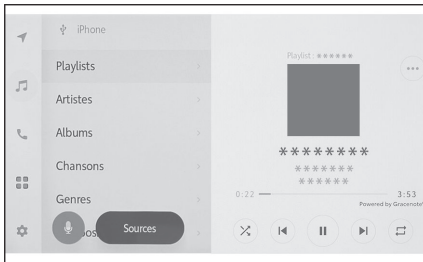 iPhone
Playlists
Artistes
Albums
Chansons
Genres
Sources
Playlist : ******
********
*******
******
0:22
3:53
Powered by Gracenote